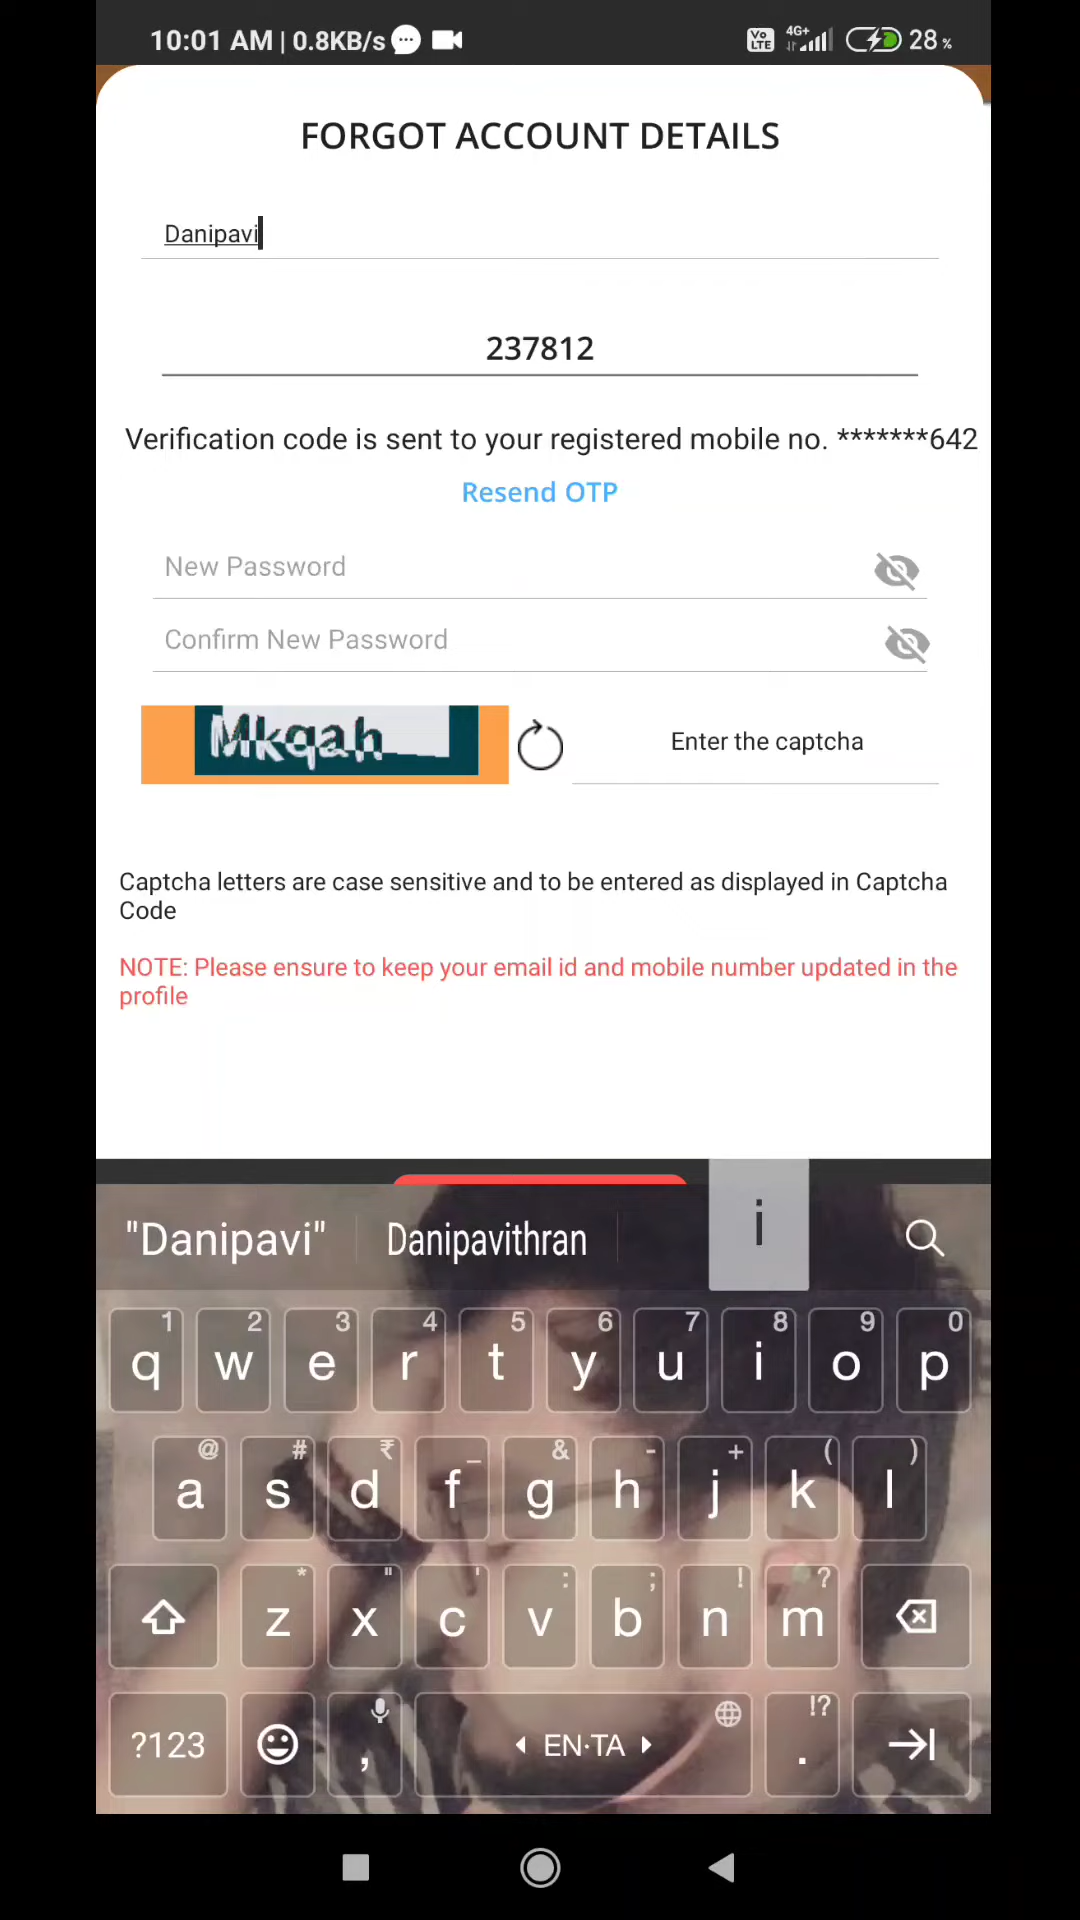 10:01 AM | 0.8KB/s Vo LTE 4G+ 28 %
FORGOT ACCOUNT DETAILS
Danipavi
237812
Verification code is sent to your registered mobile no. *******642
Resend OTP
New Password
Confirm New Password
Mkqah Enter the captcha
Captcha letters are case sensitive and to be entered as displayed in Captcha
Code
NOTE: Please ensure to keep your email id and mobile number updated in the
profile
"Danipavi" Danipavithran i
1 2 3 4 5 6 7 8 9 0
q w e r t y u i o p
@ # ₹ _ & - + ( )
a s d f g h j k l
* " ' : ; ! ?
z x c v b n m
!?
?123 , EN·TA .